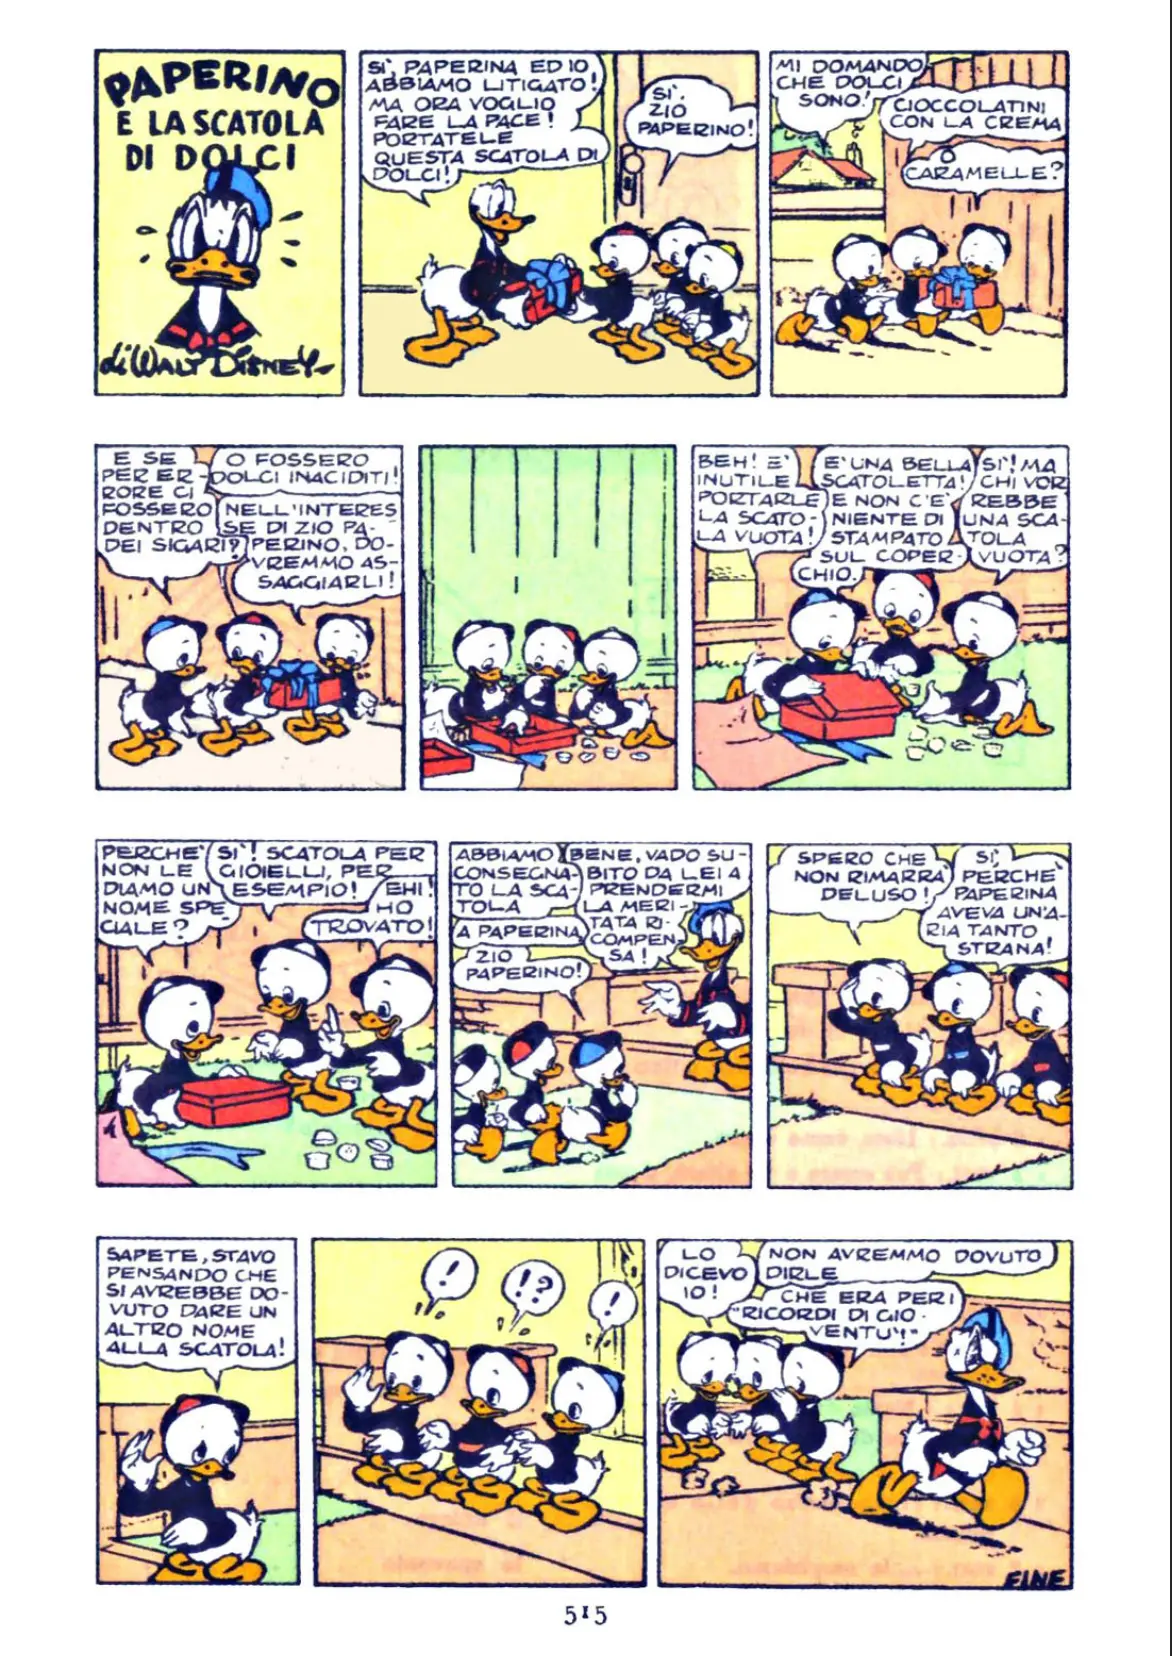 PAPERINO
E LA SCATOLA
DI DOLCI
di WALT DISNEY
SÌ, PAPERINA ED IO
ABBIAMO LITIGATO!
MA ORA VOGLIO
FARE LA PACE!
PORTATELE
QUESTA SCATOLA DI
DOLCI!
SÌ,
ZIO
PAPERINO!
MI DOMANDO
CHE DOLCI
SONO!
CIOCCOLATINI
CON LA CREMA
O
CARAMELLE?
E SE
PER ER-
RORE CI
FOSSERO
DENTRO
DEI SIGARI?
O FOSSERO
DOLCI INACIDITI!
NELL'INTERES
SE DI ZIO PA-
PERINO, DO-
VREMMO AS-
SAGGIARLI!
BEH! E'
INUTILE
PORTARLE
LA SCATO-
LA VUOTA!
E' UNA BELLA
SCATOLETTA!
E NON C'E'
NIENTE DI
STAMPATO
SUL COPER-
CHIO.
SÌ! MA
CHI VOR
REBBE
UNA SCA-
TOLA
VUOTA?
PERCHE'
NON LE
DIAMO UN
NOME SPE
CIALE?
SÌ! SCATOLA PER
GIOIELLI, PER
ESEMPIO!
EHI!
HO
TROVATO!
ABBIAMO
CONSEGNA-
TO LA SCA-
TOLA
A PAPERINA
ZIO
PAPERINO!
BENE, VADO SU-
BITO DA LEI A
PRENDERMI
LA MERI-
TATA RI-
COMPEN-
SA!
SPERO CHE
NON RIMARRA'
DELUSO!
SÌ,
PERCHE'
PAPERINA
AVEVA UN'A-
RIA TANTO
STRANA!
SAPETE, STAVO
PENSANDO CHE
SI AVREBBE DO-
VUTO DARE UN
ALTRO NOME
ALLA SCATOLA!
!
!?
!
LO
DICEVO
IO!
NON AVREMMO DOVUTO
DIRLE
CHE ERA PER I
"RICORDI DI GIO-
VENTU'!"
FINE
515